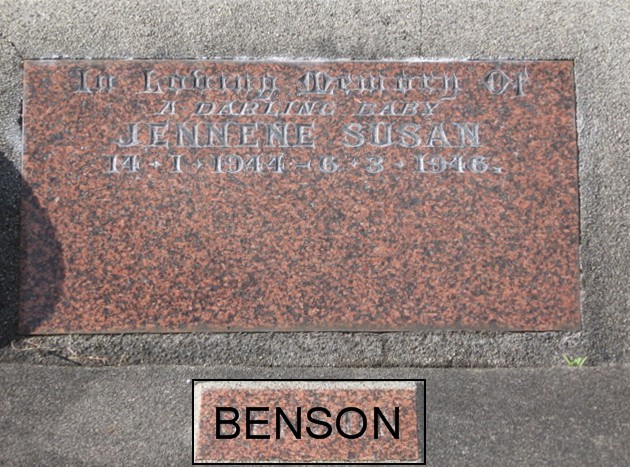 In Loving Memory Of
A DARLING BABY
JENNENE SUSAN
14 · 1 · 1944 – 6 · 3 · 1946.
BENSON